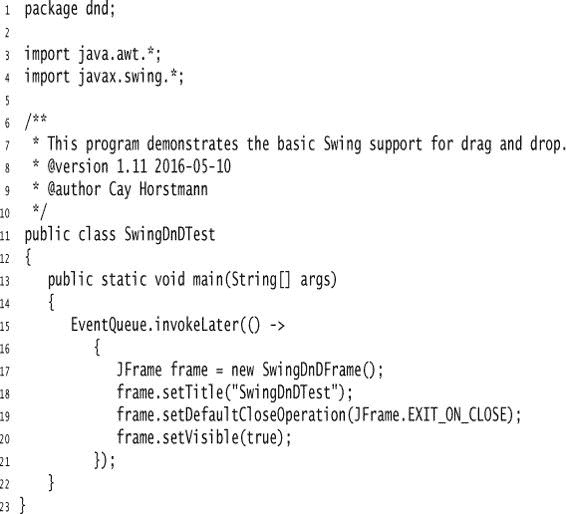 1 package dnd;
2
3 import java.awt.*;
4 import javax.swing.*;
5
6 /**
7  * This program demonstrates the basic Swing support for drag and drop.
8  * @version 1.11 2016-05-10
9  * @author Cay Horstmann
10  */
11 public class SwingDnDTest
12 {
13    public static void main(String[] args)
14    {
15       EventQueue.invokeLater(() ->
16          {
17             JFrame frame = new SwingDnDFrame();
18             frame.setTitle("SwingDnDTest");
19             frame.setDefaultCloseOperation(JFrame.EXIT_ON_CLOSE);
20             frame.setVisible(true);
21          });
22    }
23 }